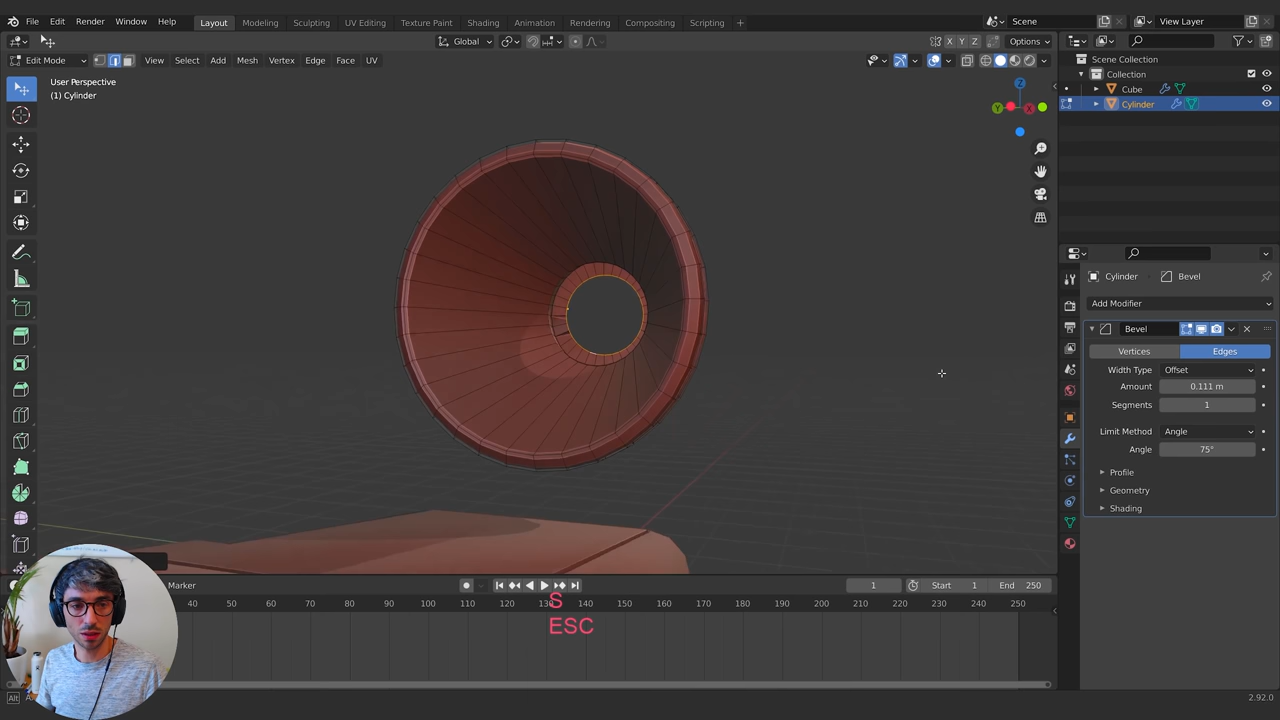 File Edit Render Window Help Layout Modeling Sculpting UV Editing Texture Paint Shading Animation Rendering Compositing Scripting + Scene View Layer
Global X Y Z Options
Edit Mode View Select Add Mesh Vertex Edge Face UV
User Perspective
(1) Cylinder
Z
Y X
Scene Collection
Collection
Cube
Cylinder
Cylinder Bevel
Add Modifier
Bevel
Vertices Edges
Width Type Offset
Amount 0.111 m
Segments 1
Limit Method Angle
Angle 75°
Profile
Geometry
Shading
Marker 1 Start 1 End 250
40 50 60 70 80 90 100 110 120 130 140 150 160 170 180 190 200 210 220 230 240 250
S
ESC
Alt
2.92.0